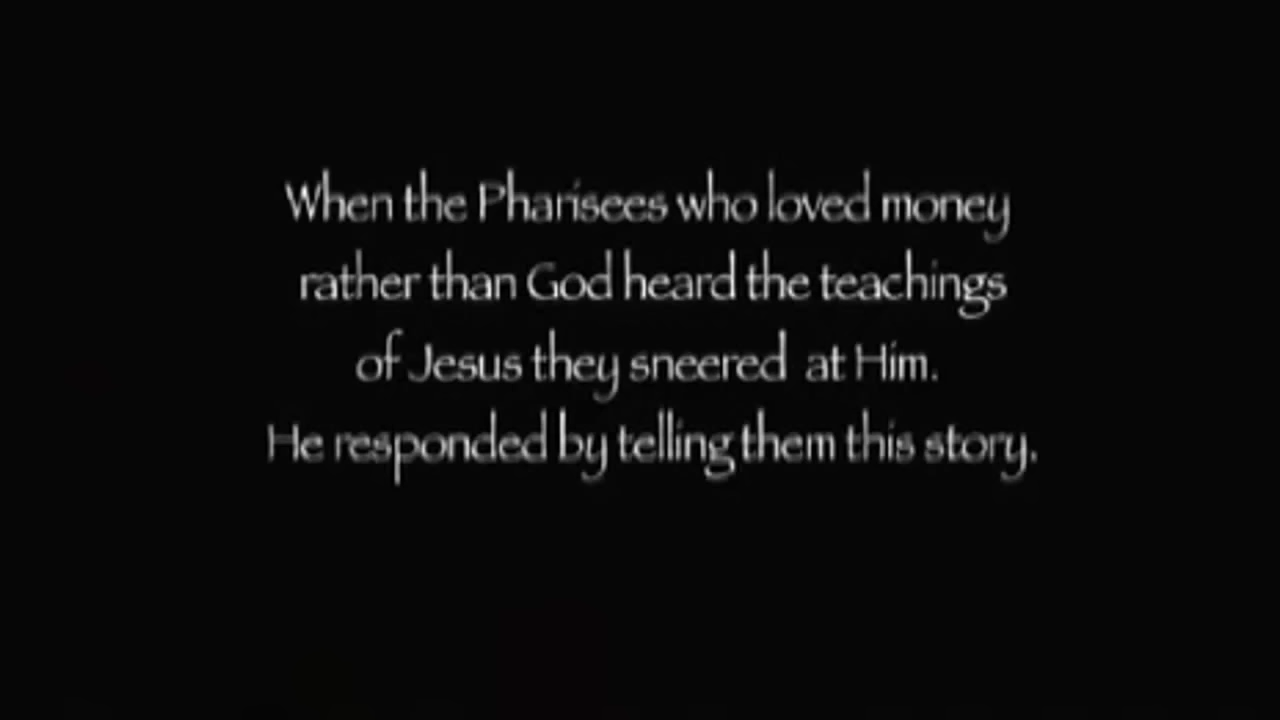 When the Pharisees who loved money
rather than God heard the teachings
of Jesus they sneered at Him.
He responded by telling them this story.